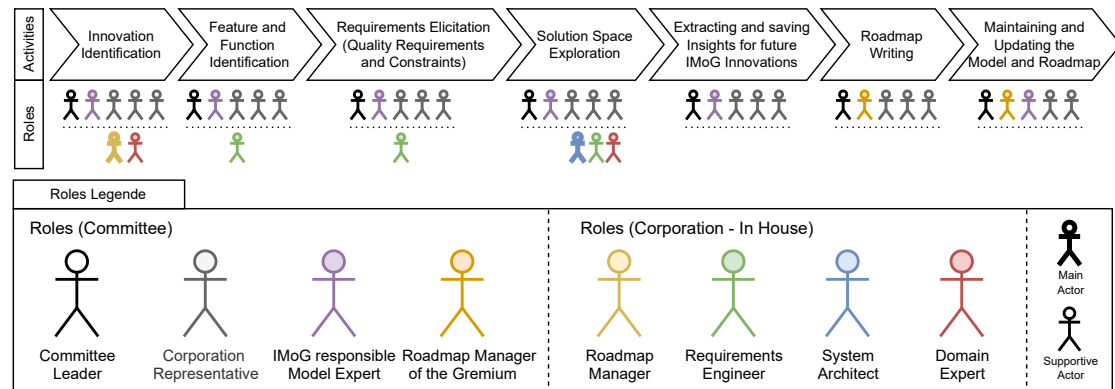 Activities
Innovation
Identification
Feature and
Function
Identification
Requirements Elicitation
(Quality Requirements
and Constraints)
Solution Space
Exploration
Extracting and saving
Insights for future
IMoG Innovations
Roadmap
Writing
Maintaining and
Updating the
Model and Roadmap
Roles
Roles Legende
Roles (Committee)
Roles (Corporation - In House)
Committee
Leader
Corporation
Representative
IMoG responsible
Model Expert
Roadmap Manager
of the Gremium
Roadmap
Manager
Requirements
Engineer
System
Architect
Domain
Expert
Main
Actor
Supportive
Actor